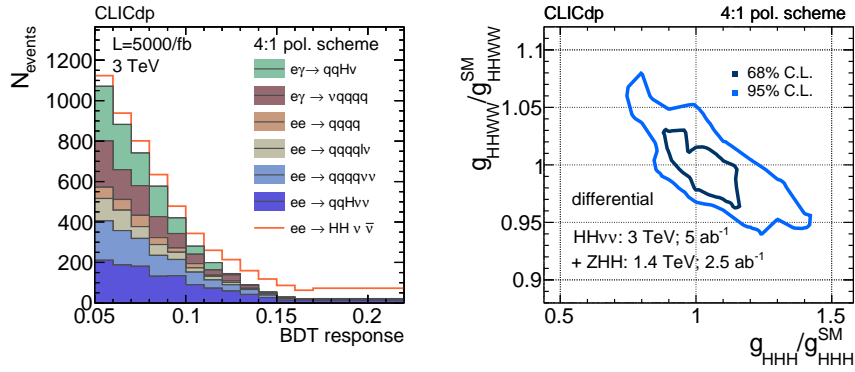 CLICdp
L=5000/fb
3 TeV
4:1 pol. scheme
eγ→ qqHν
eγ→ νqqqq
ee → qqqq
ee → qqqqlν
ee → qqqqνν
ee → qqHνν
ee → HH ν ν̅
N_events
1200
1000
800
600
400
200
0
0.05
0.1
0.15
0.2
BDT response
CLICdp
4:1 pol. scheme
68% C.L.
95% C.L.
differential
HHνν: 3 TeV; 5 ab⁻¹
+ ZHH: 1.4 TeV; 2.5 ab⁻¹
g_HHWW/g_HHWW^SM
1.1
1.05
1
0.95
0.9
0.5
1
1.5
g_HHH/g_HHH^SM